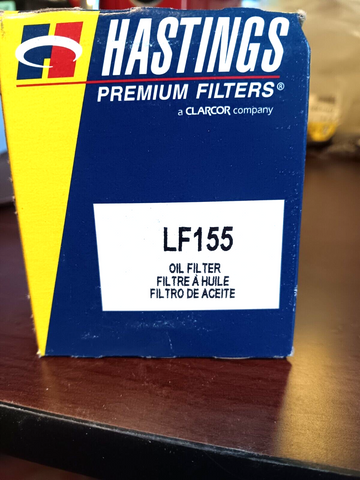 HASTINGS
PREMIUM FILTERS®
a CLARCOR company
LF155
OIL FILTER
FILTRE À HUILE
FILTRO DE ACEITE